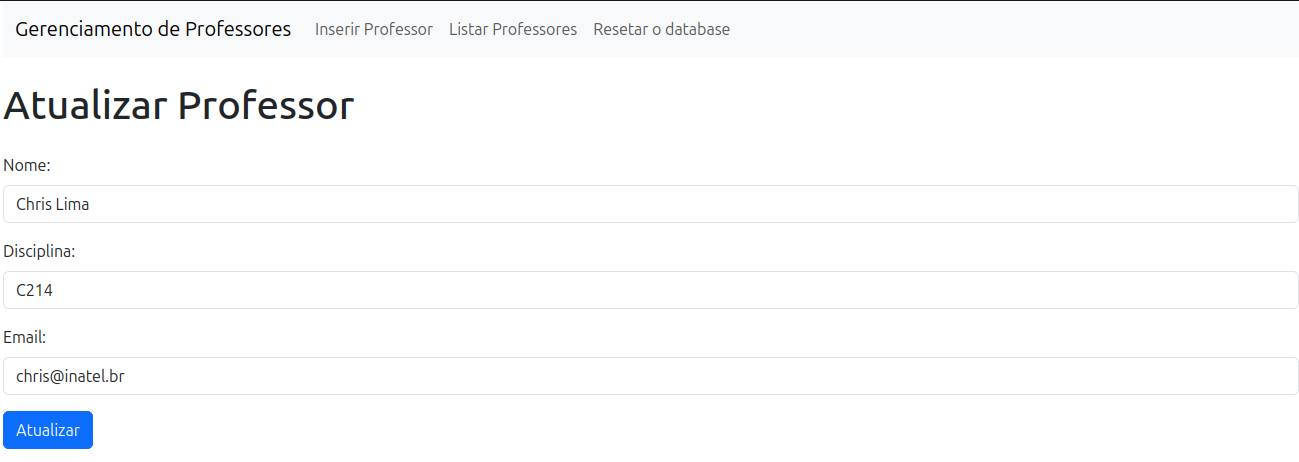 Gerenciamento de Professores Inserir Professor Listar Professores Resetar o database
Atualizar Professor
Nome:
Chris Lima
Disciplina:
C214
Email:
chris@inatel.br
Atualizar